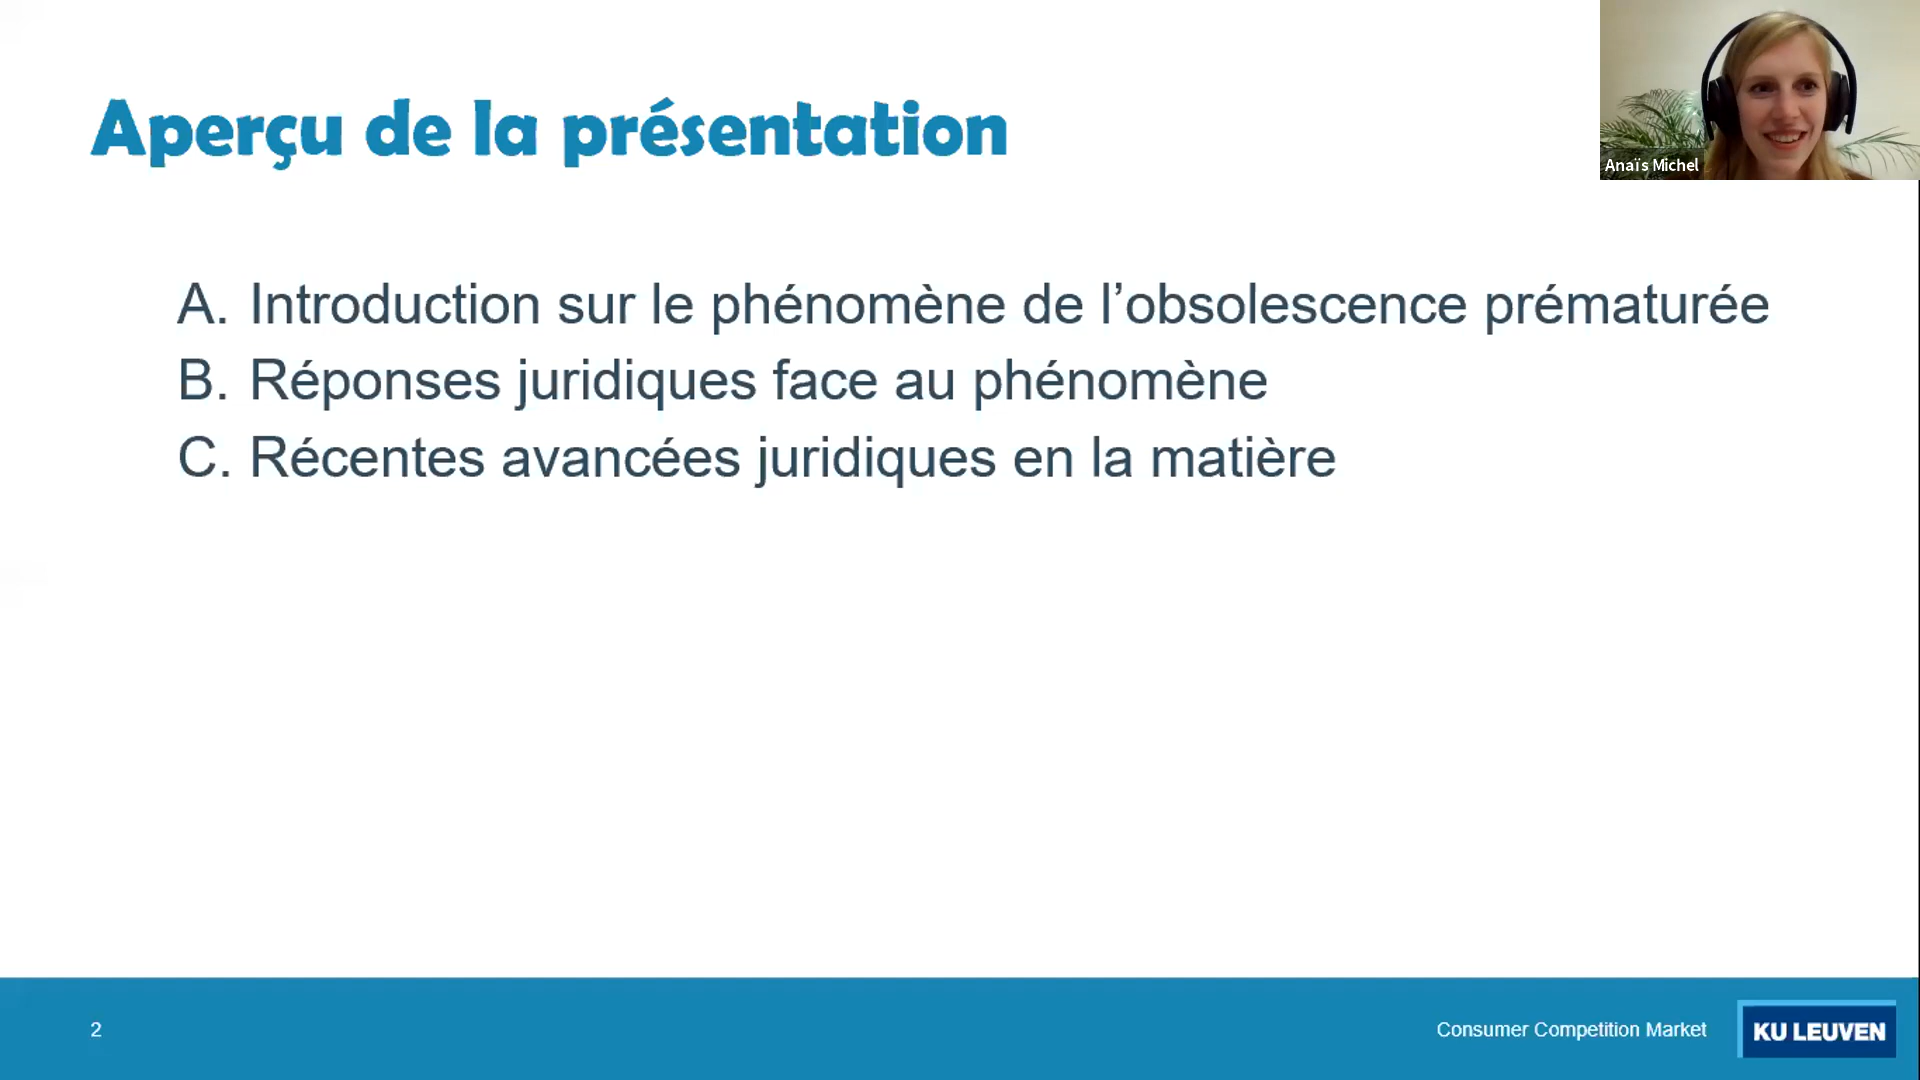 Aperçu de la présentation
Anaïs Michel
A. Introduction sur le phénomène de l’obsolescence prématurée
B. Réponses juridiques face au phénomène
C. Récentes avancées juridiques en la matière
2
Consumer Competition Market
KU LEUVEN